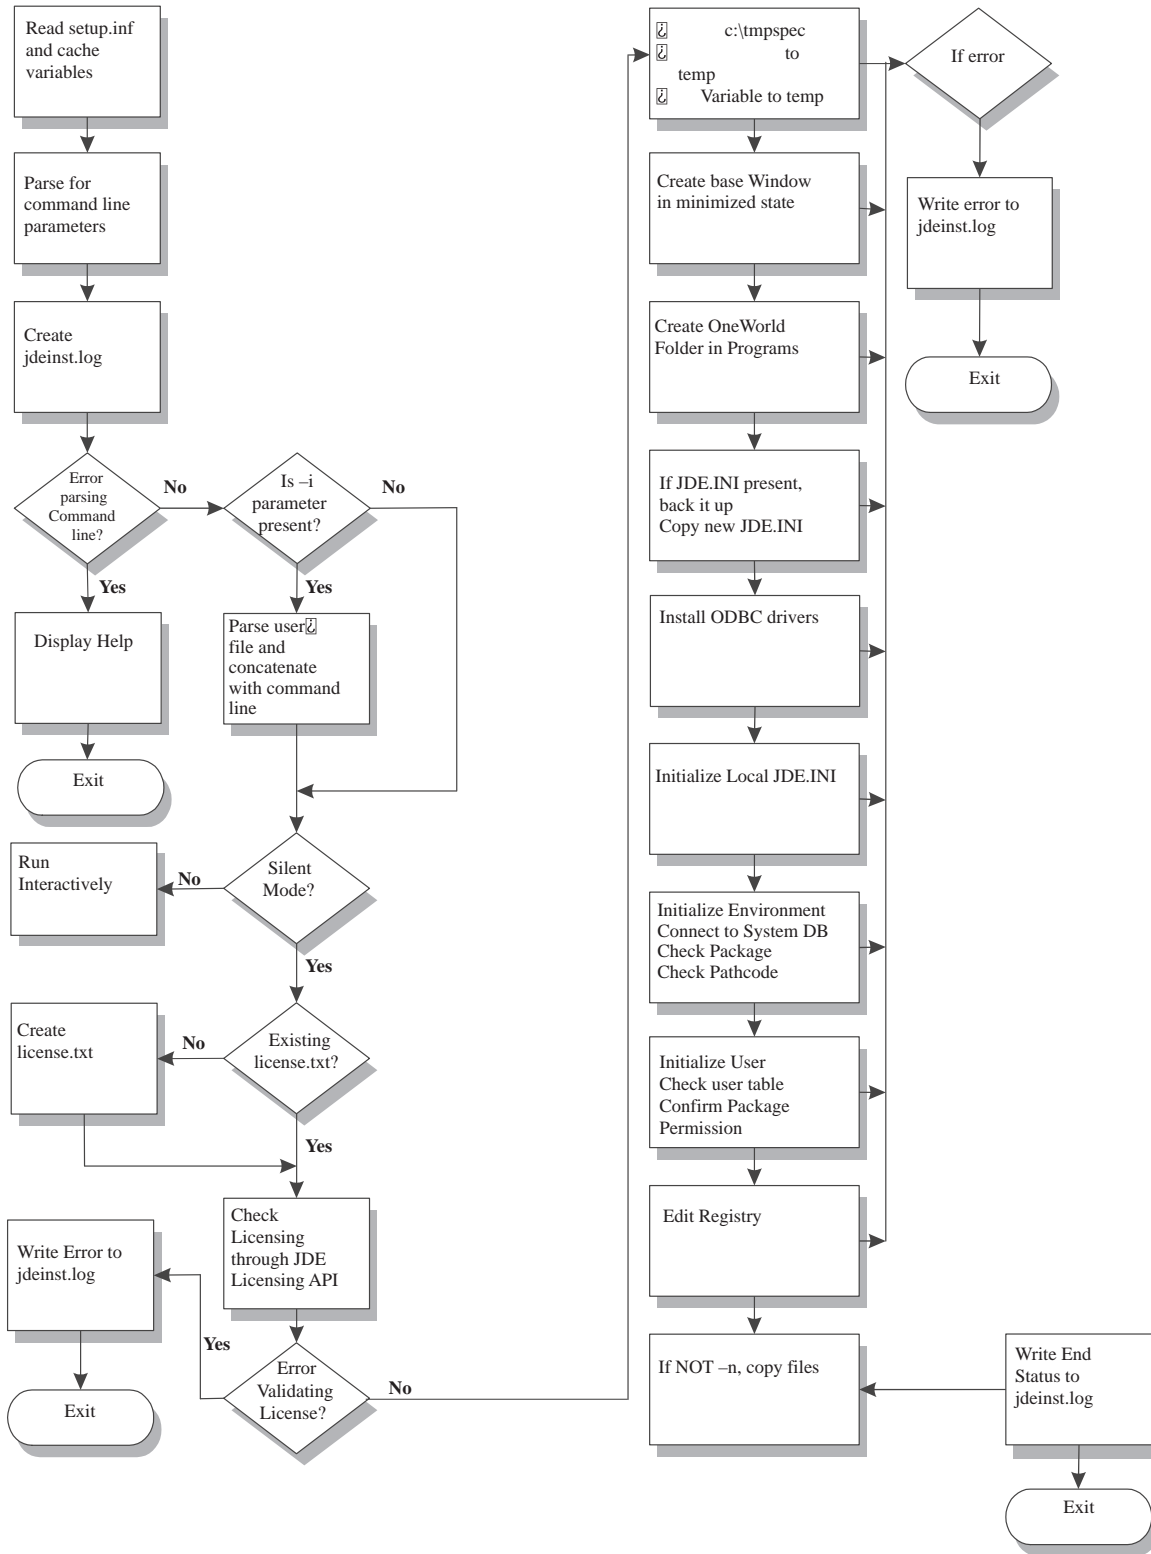 Read setup.inf
and cache
variables
Parse for
command line
parameters
Create
jdeinst.log
Error
parsing
Command
line?
No
Yes
Is –i
parameter
present?
No
Yes
Display Help
Exit
Parse user¿
file and
concatenate
with command
line
Silent
Mode?
No
Yes
Run
Interactively
Existing
license.txt?
No
Yes
Create
license.txt
Check
Licensing
through JDE
Licensing API
Error
Validating
License?
Yes
No
Write Error to
jdeinst.log
Exit
¿ c:\tmpspec
¿ to
temp
¿ Variable to temp
If error
Write error to
jdeinst.log
Exit
Create base Window
in minimized state
Create OneWorld
Folder in Programs
If JDE.INI present,
back it up
Copy new JDE.INI
Install ODBC drivers
Initialize Local JDE.INI
Initialize Environment
Connect to System DB
Check Package
Check Pathcode
Initialize User
Check user table
Confirm Package
Permission
Edit Registry
If NOT –n, copy files
Write End
Status to
jdeinst.log
Exit